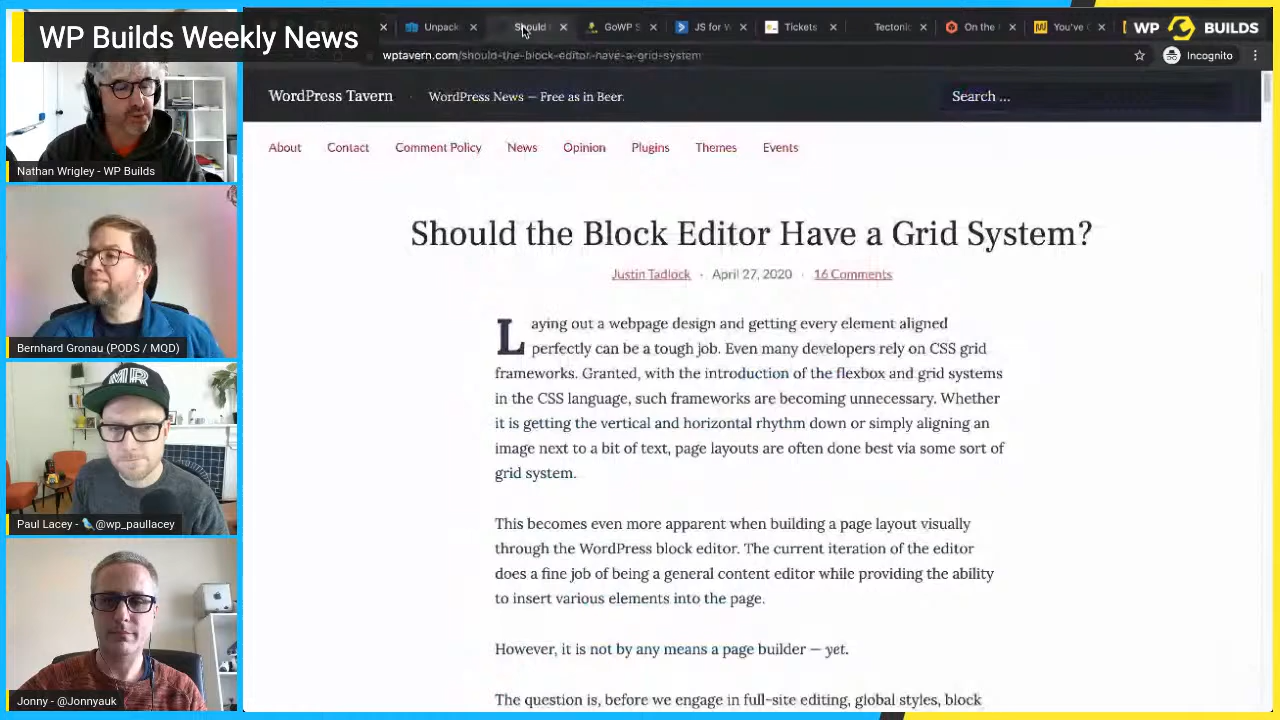 WP Builds Weekly News
Unpack
Should
GoWP S
JS for W
Tickets
Tectonic
On the
You've
WP BUILDS
wptavern.com/should-the-block-editor-have-a-grid-system
Incognito
WordPress Tavern · WordPress News — Free as in Beer.
Search ...
About Contact Comment Policy News Opinion Plugins Themes Events
Should the Block Editor Have a Grid System?
Justin Tadlock · April 27, 2020 · 16 Comments
Laying out a webpage design and getting every element aligned
perfectly can be a tough job. Even many developers rely on CSS grid
frameworks. Granted, with the introduction of the flexbox and grid systems
in the CSS language, such frameworks are becoming unnecessary. Whether
it is getting the vertical and horizontal rhythm down or simply aligning an
image next to a bit of text, page layouts are often done best via some sort of
grid system.
This becomes even more apparent when building a page layout visually
through the WordPress block editor. The current iteration of the editor
does a fine job of being a general content editor while providing the ability
to insert various elements into the page.
However, it is not by any means a page builder — yet.
The question is, before we engage in full-site editing, global styles, block
Nathan Wrigley - WP Builds
Bernhard Gronau (PODS / MQD)
MR
Paul Lacey - @wp_paullacey
Jonny - @Jonnyauk